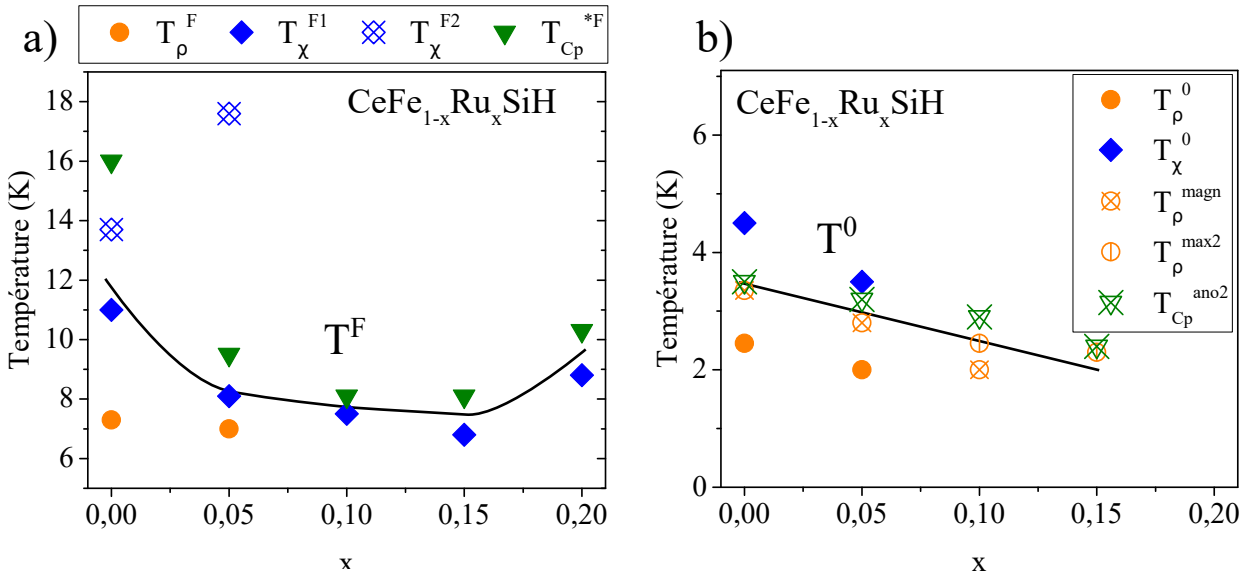 a)
T_ρ^F T_χ^F1 T_χ^F2 T_Cp^*F
CeFe_1-xRu_xSiH
Température (K)
18
16
14
12
10
8
6
T^F
0,00 0,05 0,10 0,15 0,20
x
b)
CeFe_1-xRu_xSiH
T_ρ^0
T_χ^0
T_ρ^magn
T_ρ^max2
T_Cp^ano2
Température (K)
6
4
2
0
T^0
0,00 0,05 0,10 0,15 0,20
x